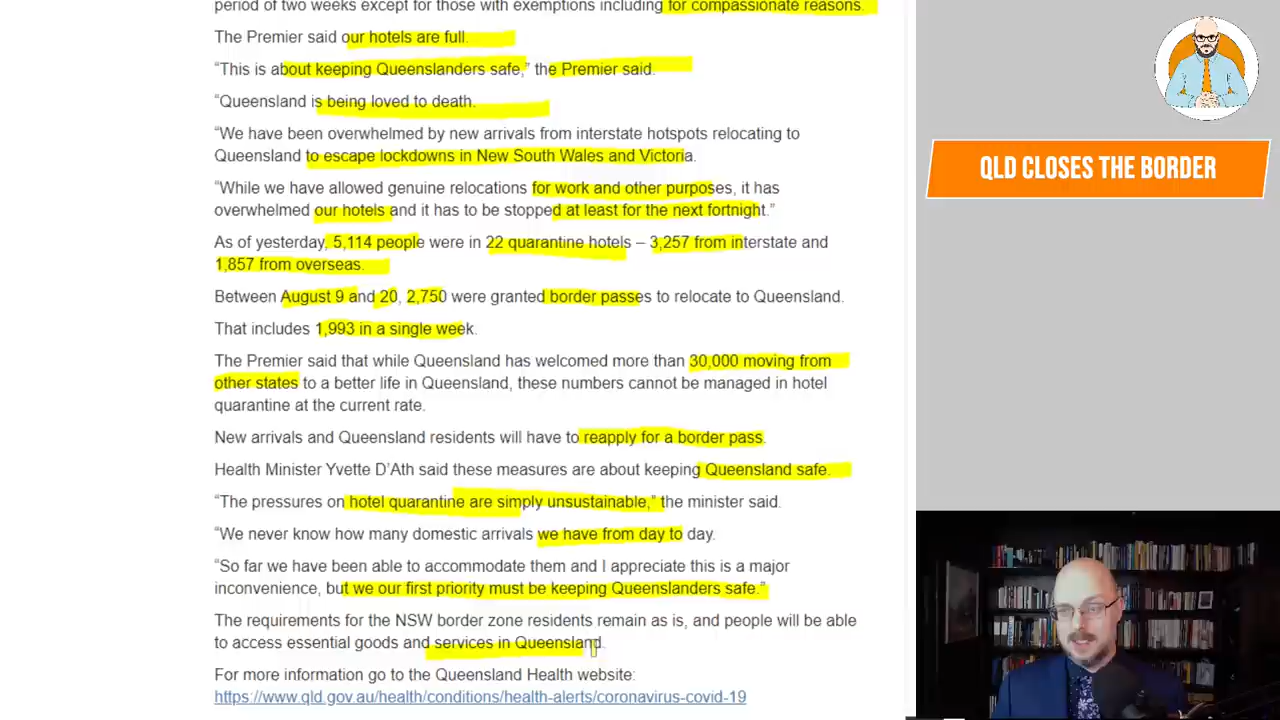 period of two weeks except for those with exemptions including for compassionate reasons.
The Premier said our hotels are full.
“This is about keeping Queenslanders safe,” the Premier said.
“Queensland is being loved to death.
“We have been overwhelmed by new arrivals from interstate hotspots relocating to
Queensland to escape lockdowns in New South Wales and Victoria.
“While we have allowed genuine relocations for work and other purposes, it has
overwhelmed our hotels and it has to be stopped at least for the next fortnight.”
As of yesterday, 5,114 people were in 22 quarantine hotels – 3,257 from interstate and
1,857 from overseas.
Between August 9 and 20, 2,750 were granted border passes to relocate to Queensland.
That includes 1,993 in a single week.
The Premier said that while Queensland has welcomed more than 30,000 moving from
other states to a better life in Queensland, these numbers cannot be managed in hotel
quarantine at the current rate.
New arrivals and Queensland residents will have to reapply for a border pass.
Health Minister Yvette D’Ath said these measures are about keeping Queensland safe.
“The pressures on hotel quarantine are simply unsustainable,” the minister said.
“We never know how many domestic arrivals we have from day to day.
“So far we have been able to accommodate them and I appreciate this is a major
inconvenience, but we our first priority must be keeping Queenslanders safe.”
The requirements for the NSW border zone residents remain as is, and people will be able
to access essential goods and services in Queensland.
For more information go to the Queensland Health website:
https://www.qld.gov.au/health/conditions/health-alerts/coronavirus-covid-19
QLD CLOSES THE BORDER